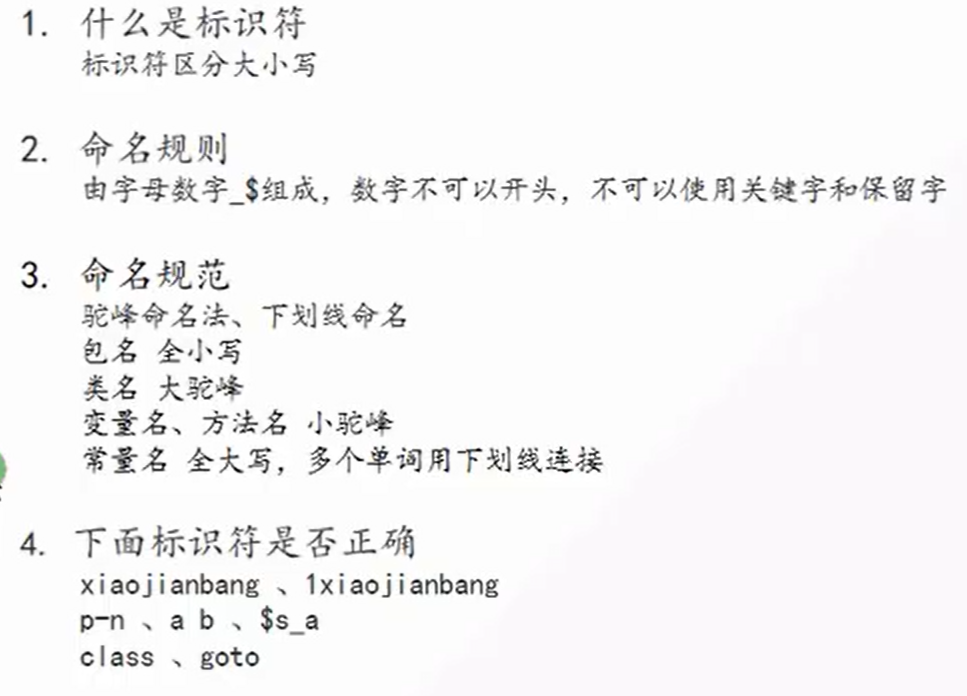 1. 什么是标识符
标识符区分大小写
2. 命名规则
由字母数字_$组成，数字不可以开头，不可以使用关键字和保留字
3. 命名规范
驼峰命名法、下划线命名
包名 全小写
类名 大驼峰
变量名、方法名 小驼峰
常量名 全大写，多个单词用下划线连接
4. 下面标识符是否正确
xiaojianbang 、1xiaojianbang
p-n 、a b 、$s_a
class 、goto